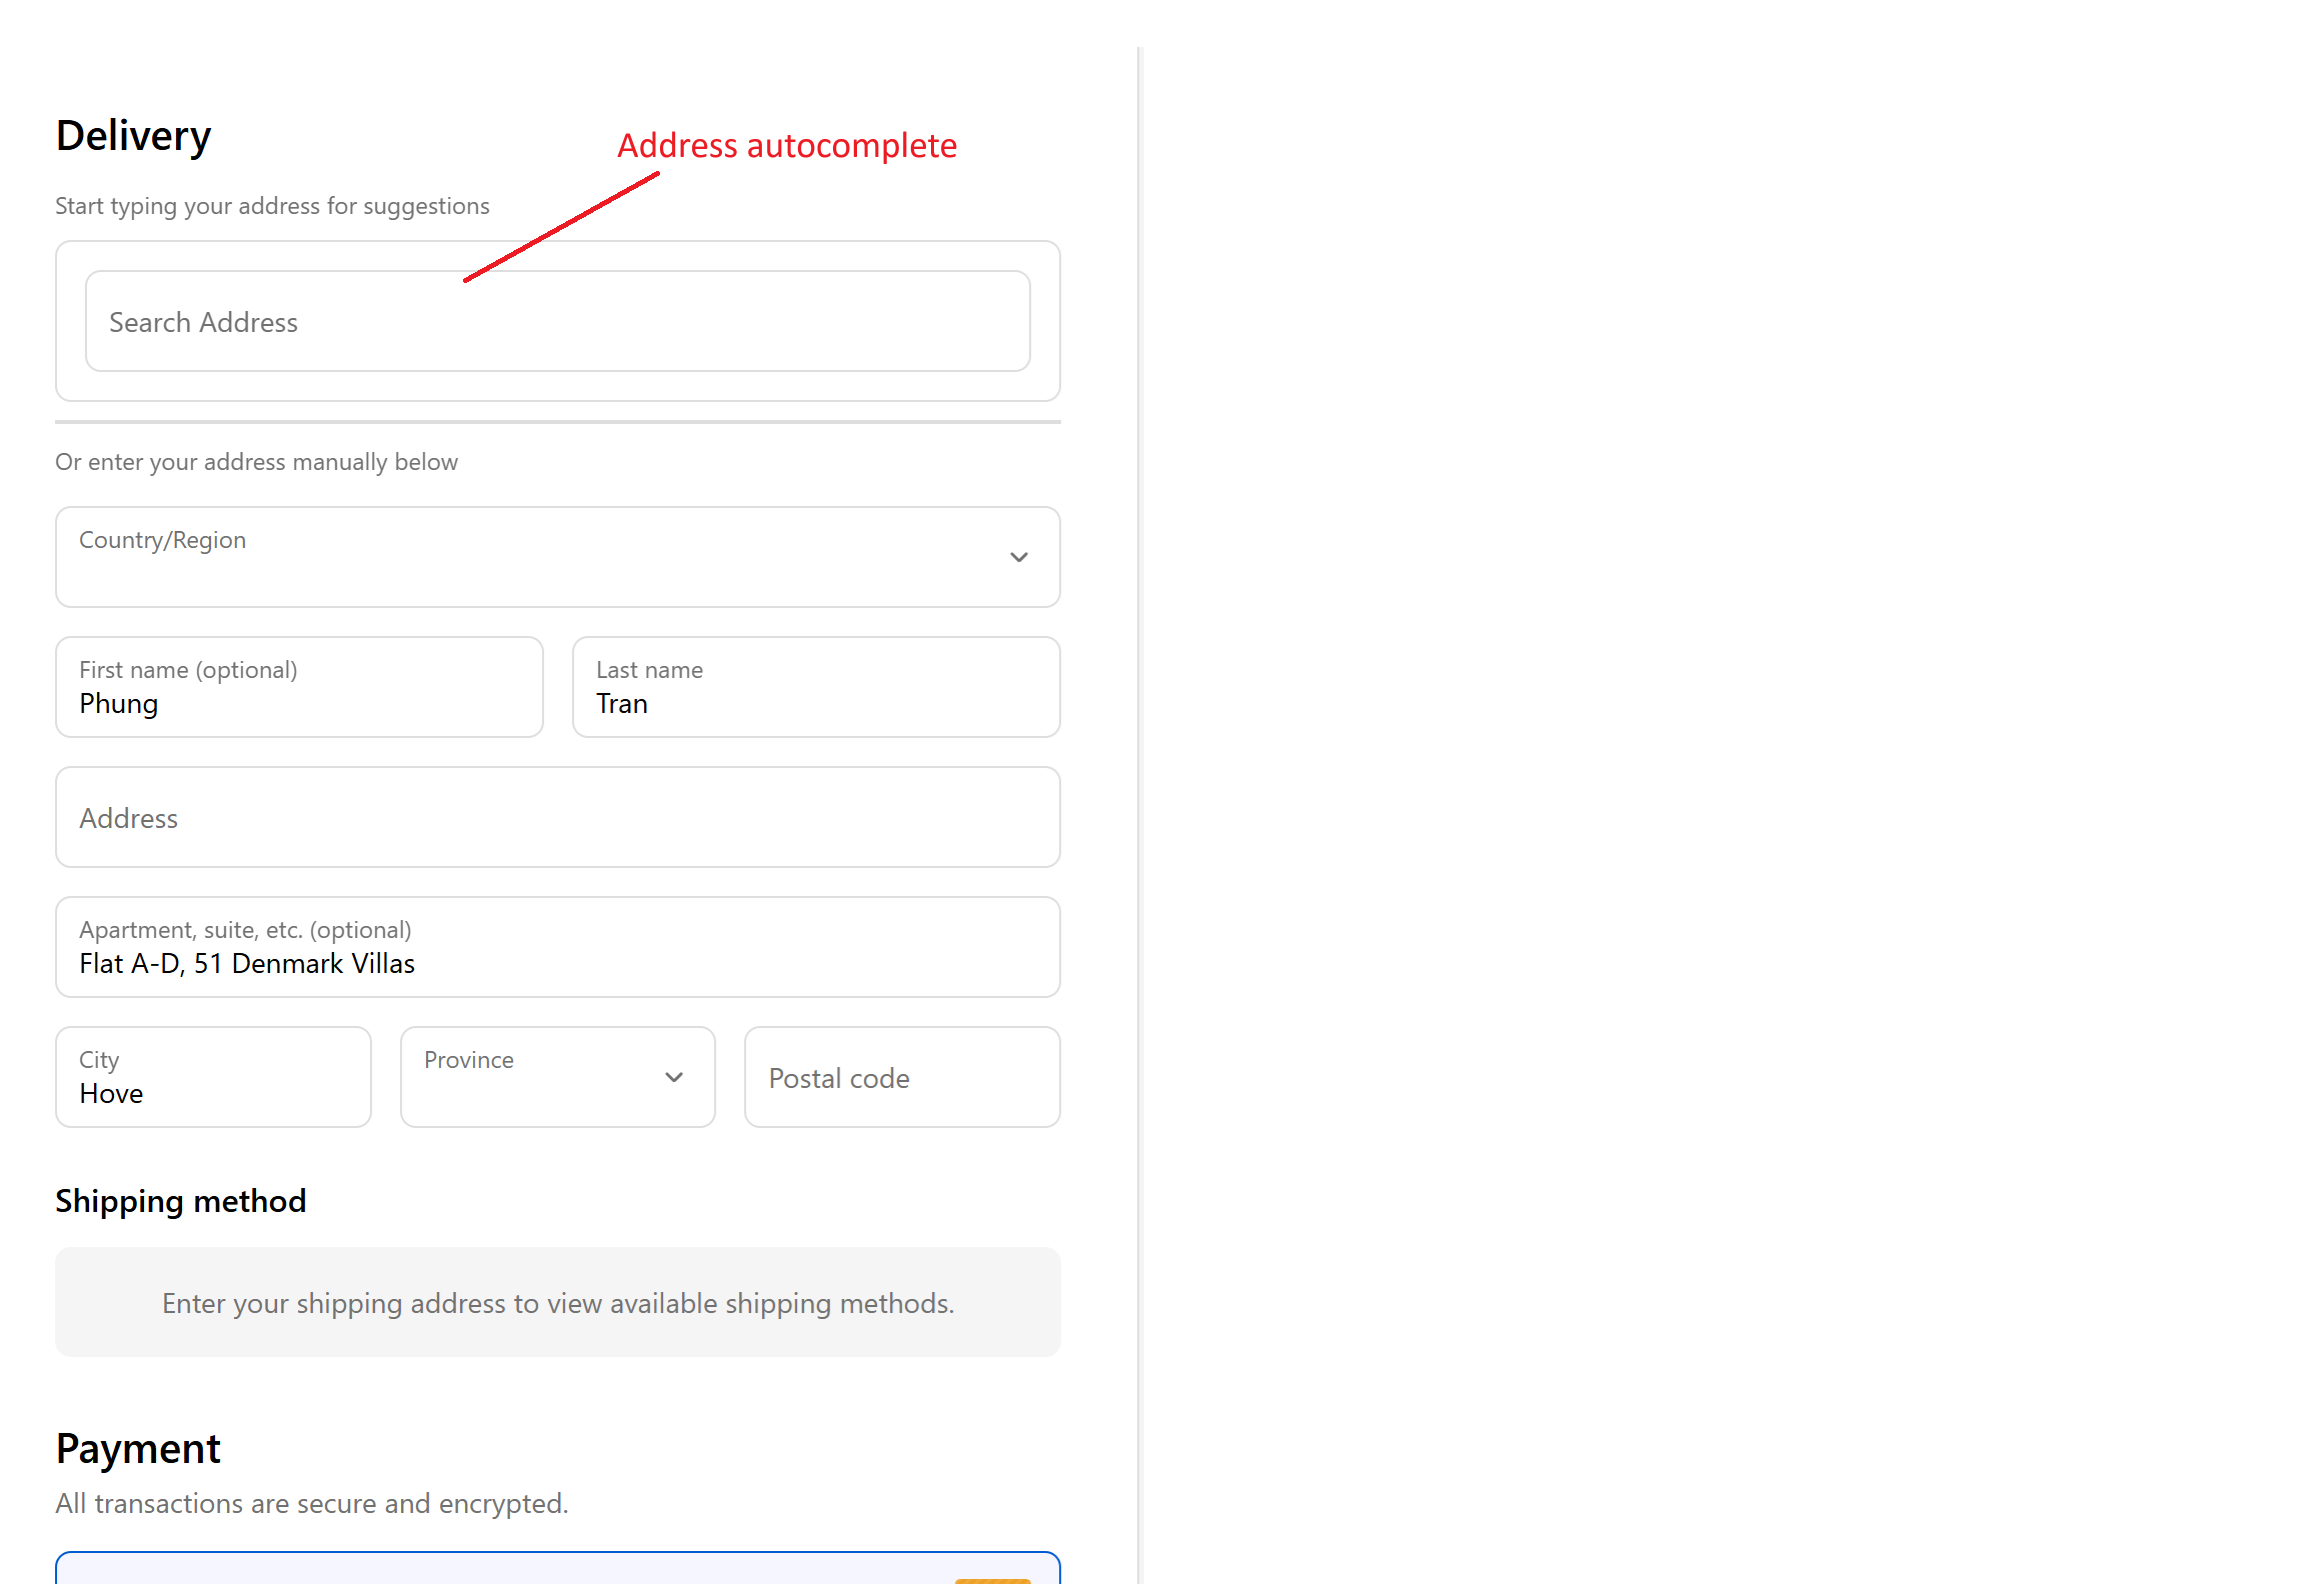 Delivery
Address autocomplete
Start typing your address for suggestions
Search Address
Or enter your address manually below
Country/Region
First name (optional)
Phung
Last name
Tran
Address
Apartment, suite, etc. (optional)
Flat A-D, 51 Denmark Villas
City
Hove
Province
Postal code
Shipping method
Enter your shipping address to view available shipping methods.
Payment
All transactions are secure and encrypted.